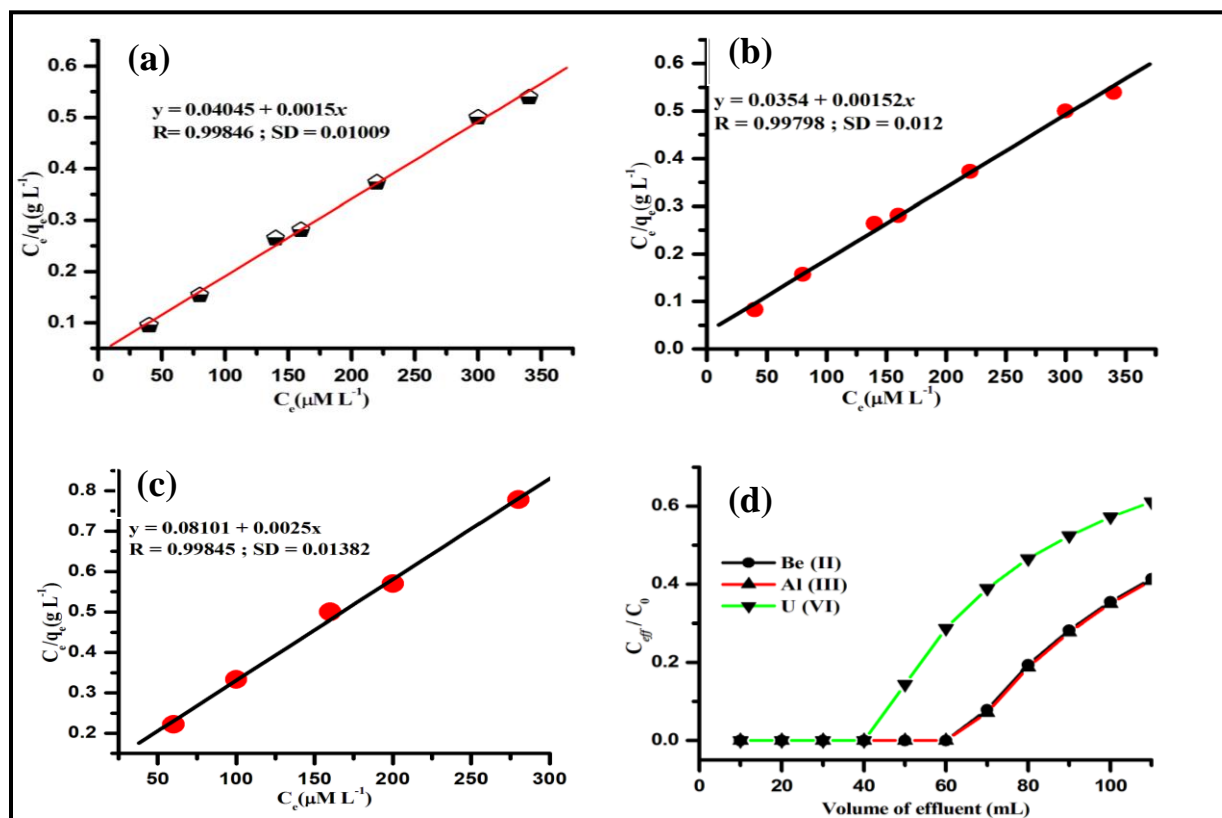 (a)
0.6
0.5
0.4
0.3
0.2
0.1
y = 0.04045 + 0.0015x
R= 0.99846 ; SD = 0.01009
Cₑ/qₑ(g L⁻¹)
0 50 100 150 200 250 300 350
Cₑ(μM L⁻¹)
(b)
0.6
0.5
0.4
0.3
0.2
0.1
0.0
y = 0.0354 + 0.00152x
R = 0.99798 ; SD = 0.012
Cₑ/qₑ(g L⁻¹)
0 50 100 150 200 250 300 350
Cₑ(μM L⁻¹)
(c)
0.8
0.7
0.6
0.5
0.4
0.3
0.2
y = 0.08101 + 0.0025x
R = 0.99845 ; SD = 0.01382
Cₑ/qₑ(g L⁻¹)
50 100 150 200 250 300
Cₑ(μM L⁻¹)
(d)
0.6
0.4
0.2
0.0
Be (II)
Al (III)
U (VI)
C_eff / C₀
0 20 40 60 80 100
Volume of effluent (mL)